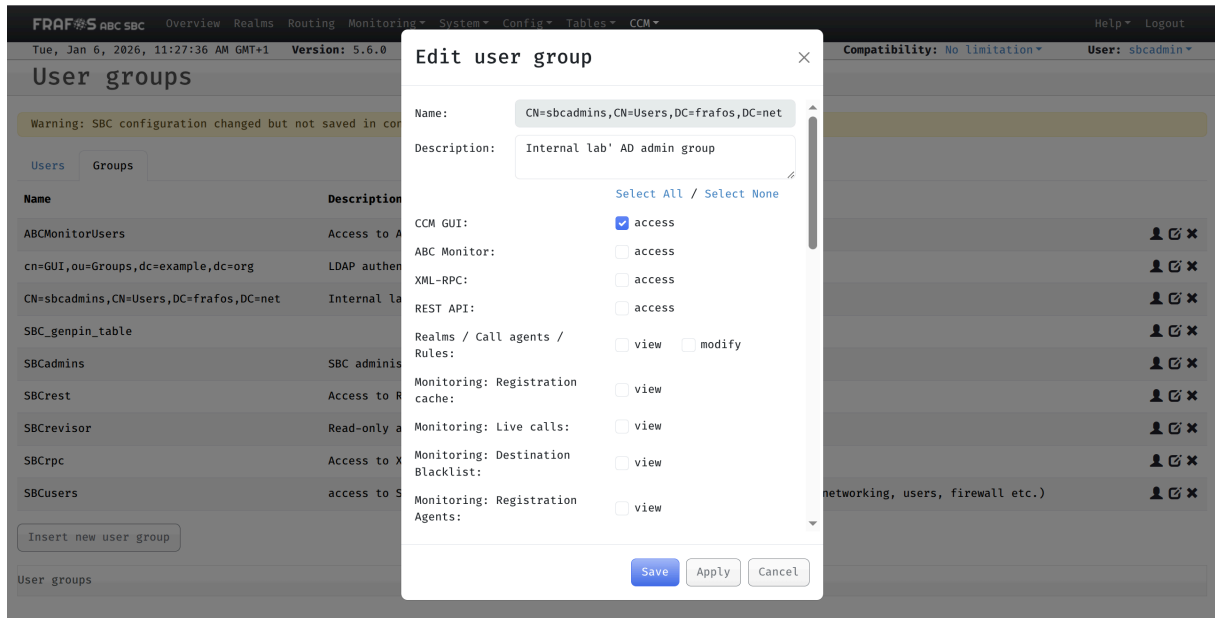 FRAFOS ABC SBC Overview Realms Routing Monitoring System Config Tables CCM Help Logout
Tue, Jan 6, 2026, 11:27:36 AM GMT+1 Version: 5.6.0 Compatibility: No limitation User: sbcadmin
User groups
Warning: SBC configuration changed but not saved in con
Users Groups
Name Description
ABCMonitorUsers Access to A
cn=GUI,ou=Groups,dc=example,dc=org LDAP authen
CN=sbcadmins,CN=Users,DC=frafos,DC=net Internal la
SBC_genpin_table
SBCadmins SBC adminis
SBCrest Access to R
SBCrevisor Read-only a
SBCrpc Access to X
SBCusers access to S networking, users, firewall etc.)
Insert new user group
User groups
Edit user group
Name: CN=sbcadmins,CN=Users,DC=frafos,DC=net
Description: Internal lab' AD admin group
Select All / Select None
CCM GUI: access
ABC Monitor: access
XML-RPC: access
REST API: access
Realms / Call agents /
Rules: view modify
Monitoring: Registration
cache: view
Monitoring: Live calls: view
Monitoring: Destination
Blacklist: view
Monitoring: Registration
Agents: view
Save Apply Cancel